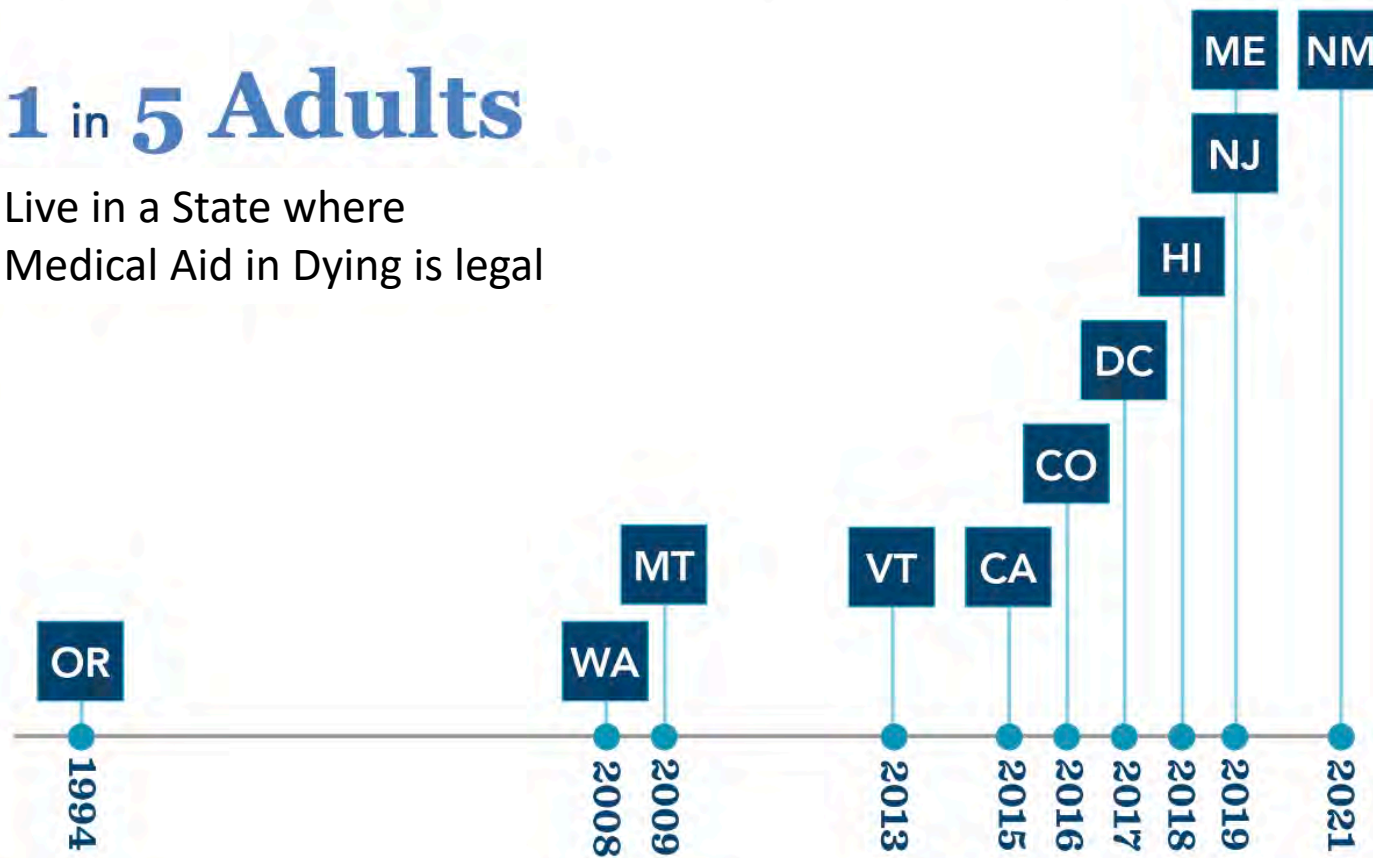 1 in 5 Adults
Live in a State where
Medical Aid in Dying is legal
ME NM
NJ
HI
DC
CO
MT VT CA
OR WA
1994 2008 2009 2013 2015 2016 2017 2018 2019 2021